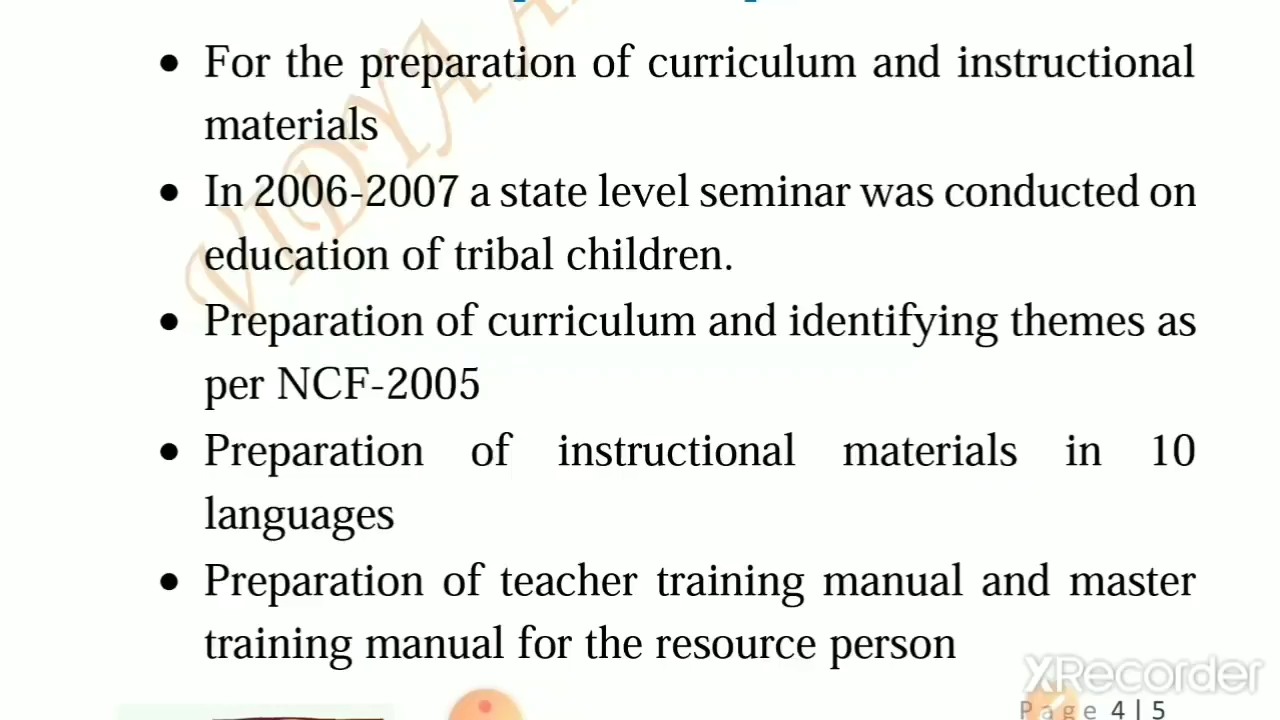 • For the preparation of curriculum and instructional
materials
• In 2006-2007 a state level seminar was conducted on
education of tribal children.
• Preparation of curriculum and identifying themes as
per NCF-2005
• Preparation of instructional materials in 10
languages
• Preparation of teacher training manual and master
training manual for the resource person
VIDYA
XRecorder
Page 4 | 5